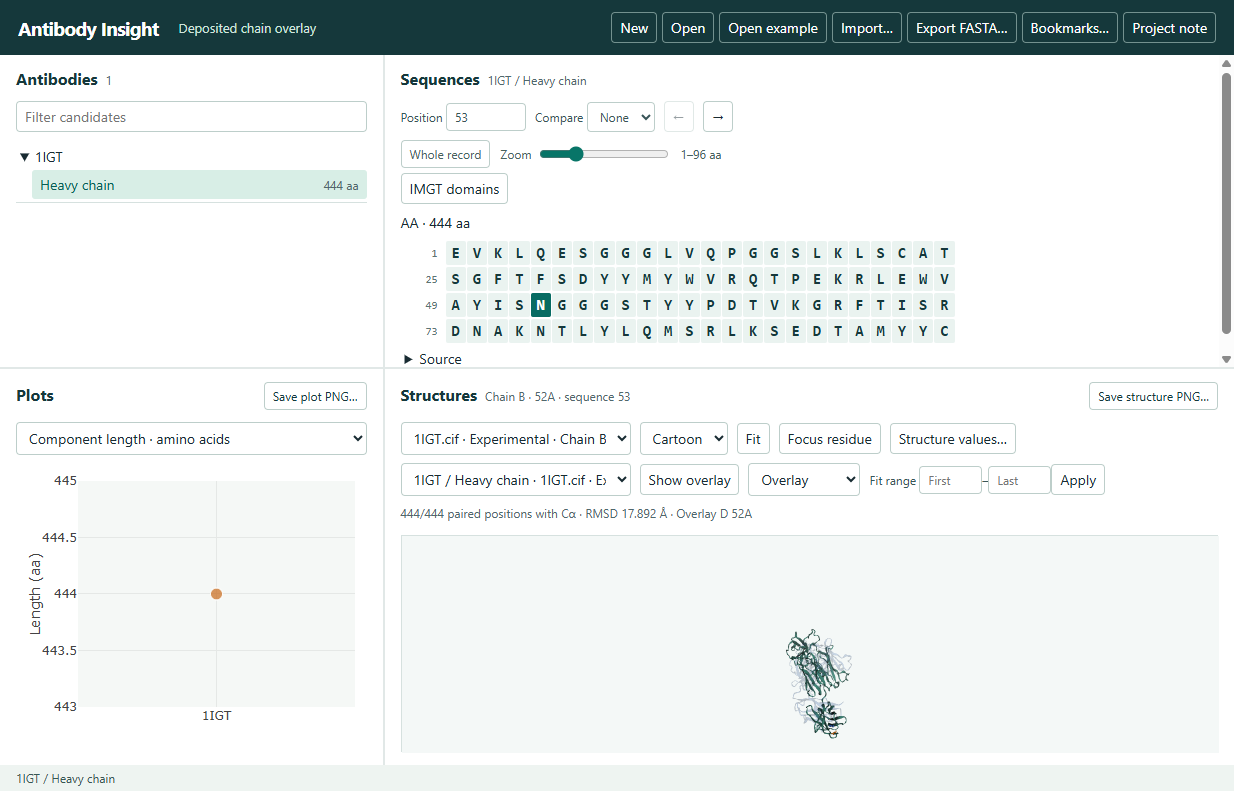 Antibody Insight Deposited chain overlay New Open Open example Import... Export FASTA... Bookmarks... Project note
Antibodies 1
Filter candidates
▼ 1IGT
Heavy chain 444 aa
Sequences 1IGT / Heavy chain
Position 53 Compare None ← →
Whole record Zoom 1–96 aa
IMGT domains
AA · 444 aa
1 E V K L Q E S G G G L V Q P G G S L K L S C A T
25 S G F T F S D Y Y M Y W V R Q T P E K R L E W V
49 A Y I S N G G G S T Y Y P D T V K G R F T I S R
73 D N A K N T L Y L Q M S R L K S E D T A M Y Y C
▶ Source
Plots Save plot PNG...
Component length · amino acids
445
444.5
444
443.5
443
Length (aa)
1IGT
Structures Chain B · 52A · sequence 53 Save structure PNG...
1IGT.cif · Experimental · Chain B Cartoon Fit Focus residue Structure values...
1IGT / Heavy chain · 1IGT.cif · Ex Show overlay Overlay Fit range First – Last Apply
444/444 paired positions with Cα · RMSD 17.892 Å · Overlay D 52A
1IGT / Heavy chain